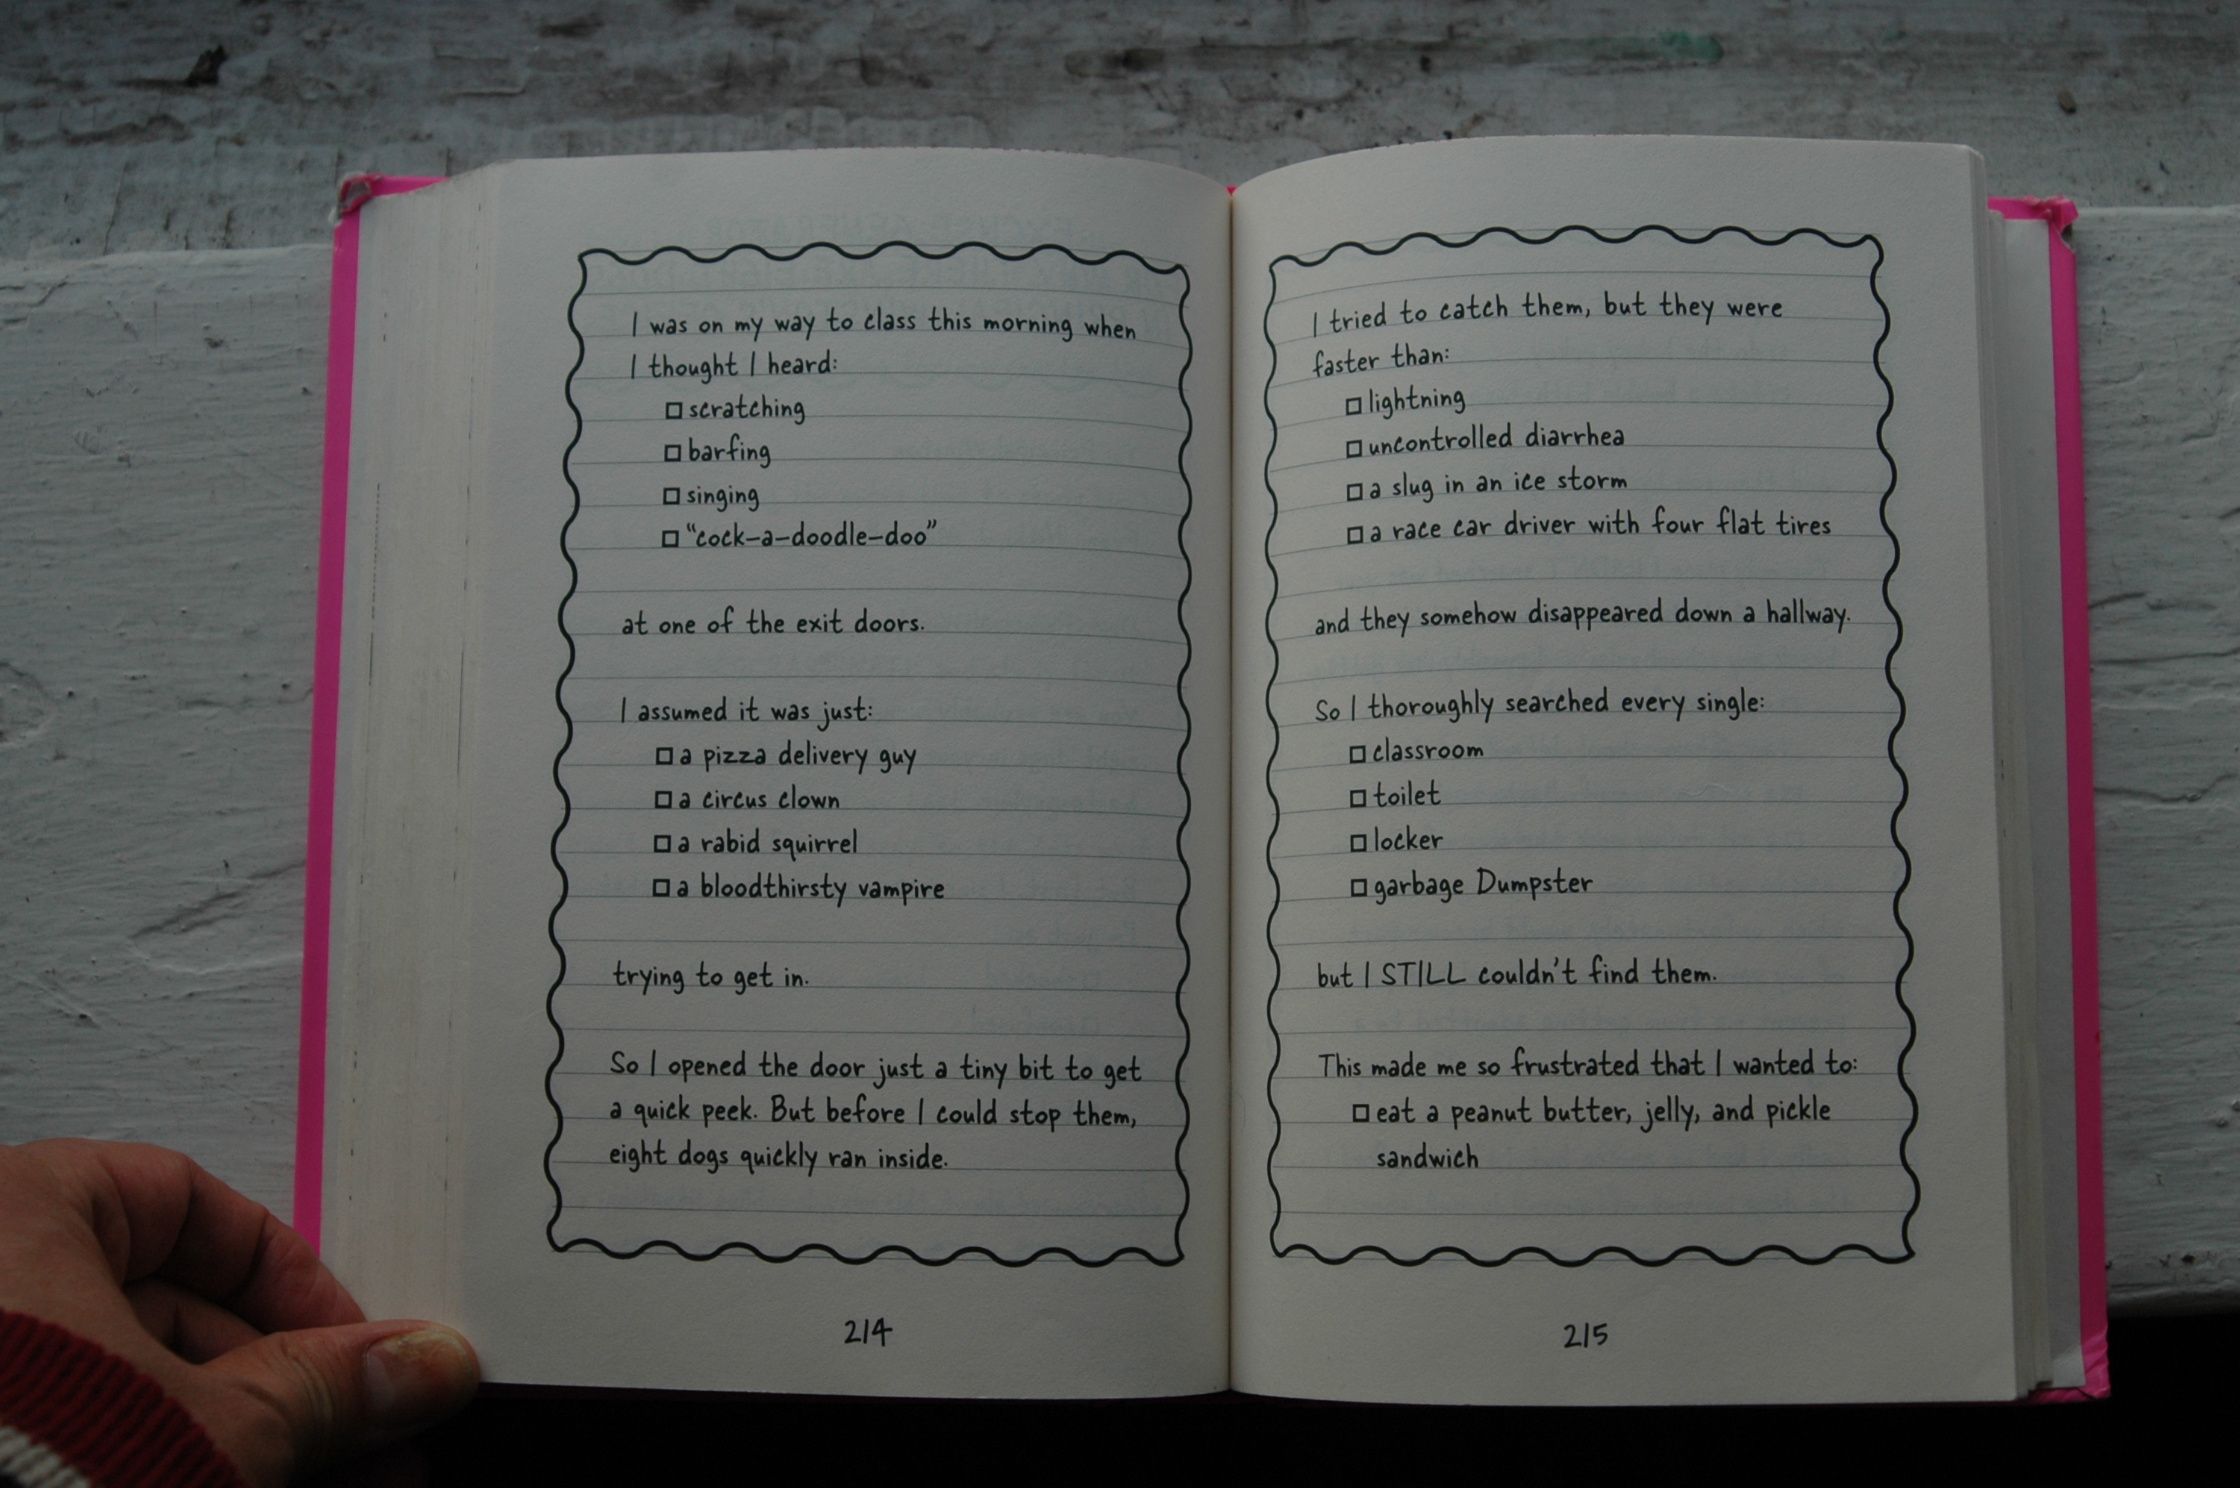 I was on my way to class this morning when
I thought I heard:
□ scratching
□ barfing
□ singing
□ "cock-a-doodle-doo"
at one of the exit doors.
I assumed it was just:
□ a pizza delivery guy
□ a circus clown
□ a rabid squirrel
□ a bloodthirsty vampire
trying to get in.
So I opened the door just a tiny bit to get
a quick peek. But before I could stop them,
eight dogs quickly ran inside.
214
I tried to catch them, but they were
faster than:
□ lightning
□ uncontrolled diarrhea
□ a slug in an ice storm
□ a race car driver with four flat tires
and they somehow disappeared down a hallway.
So I thoroughly searched every single:
□ classroom
□ toilet
□ locker
□ garbage Dumpster
but I STILL couldn't find them.
This made me so frustrated that I wanted to:
□ eat a peanut butter, jelly, and pickle
sandwich
215